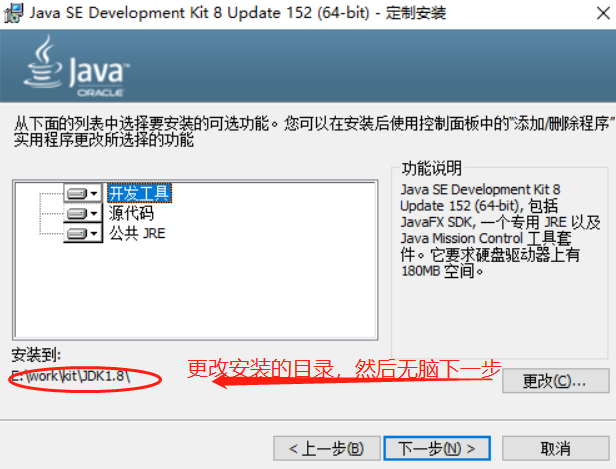 Java SE Development Kit 8 Update 152 (64-bit) - 定制安装
Java
ORACLE
从下面的列表中选择要安装的可选功能。您可以在安装后使用控制面板中的"添加/删除程序"
实用程序更改所选择的功能
开发工具
源代码
公共 JRE
功能说明
Java SE Development Kit 8
Update 152 (64-bit), 包括
JavaFX SDK, 一个专用 JRE 以及
Java Mission Control 工具套
件。它要求硬盘驱动器上有
180MB 空间。
安装到:
E:\work\kit\JDK1.8\
更改安装的目录，然后无脑下一步
更改(C)...
< 上一步(B)
下一步(N) >
取消